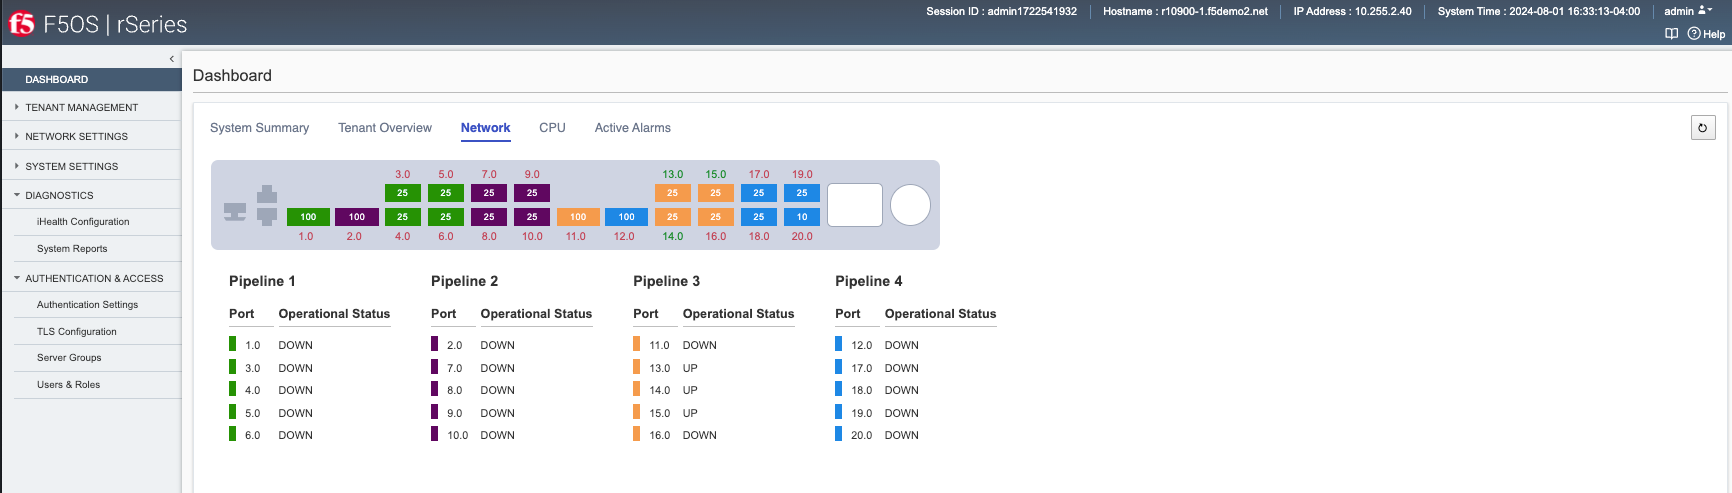 f5 F5OS | rSeries
Session ID : admin1722541932 Hostname : r10900-1.f5demo2.net IP Address : 10.255.2.40 System Time : 2024-08-01 16:33:13-04:00 admin
Help
DASHBOARD
TENANT MANAGEMENT
NETWORK SETTINGS
SYSTEM SETTINGS
DIAGNOSTICS
iHealth Configuration
System Reports
AUTHENTICATION & ACCESS
Authentication Settings
TLS Configuration
Server Groups
Users & Roles
Dashboard
System Summary Tenant Overview Network CPU Active Alarms
3.0 5.0 7.0 9.0 13.0 15.0 17.0 19.0
25 25 25 25 25 25 25 25
100 100 25 25 25 25 100 100 25 25 25 10
1.0 2.0 4.0 6.0 8.0 10.0 11.0 12.0 14.0 16.0 18.0 20.0
Pipeline 1
Port Operational Status
1.0 DOWN
3.0 DOWN
4.0 DOWN
5.0 DOWN
6.0 DOWN
Pipeline 2
Port Operational Status
2.0 DOWN
7.0 DOWN
8.0 DOWN
9.0 DOWN
10.0 DOWN
Pipeline 3
Port Operational Status
11.0 DOWN
13.0 UP
14.0 UP
15.0 UP
16.0 DOWN
Pipeline 4
Port Operational Status
12.0 DOWN
17.0 DOWN
18.0 DOWN
19.0 DOWN
20.0 DOWN